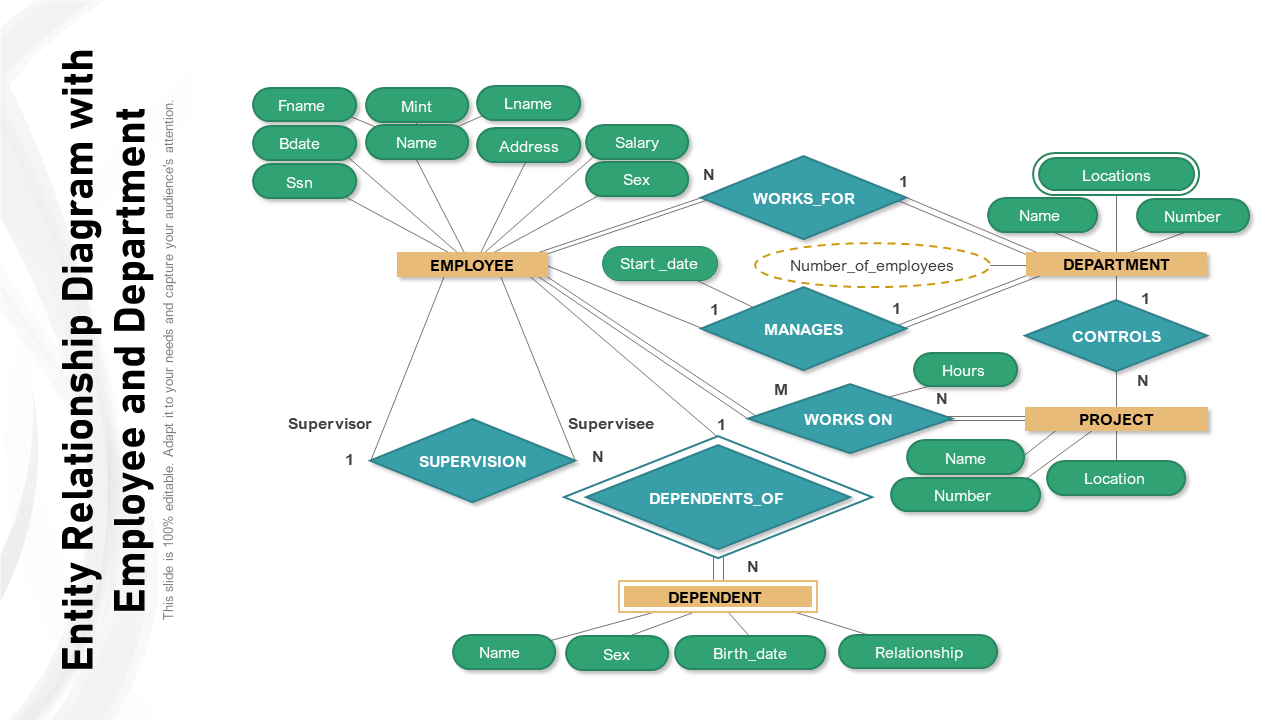 Entity Relationship Diagram with
Employee and Department
This slide is 100% editable. Adapt it to your needs and capture your audience's attention.
Fname
Mint
Lname
Bdate
Name
Address
Salary
Ssn
Sex
N
WORKS_FOR
1
Locations
Name
Number
EMPLOYEE
Start _date
Number_of_employees
DEPARTMENT
1
MANAGES
1
1
CONTROLS
N
Hours
M
WORKS ON
N
PROJECT
Name
Number
Location
Supervisor
1
SUPERVISION
Supervisee
N
1
DEPENDENTS_OF
N
DEPENDENT
Name
Sex
Birth_date
Relationship